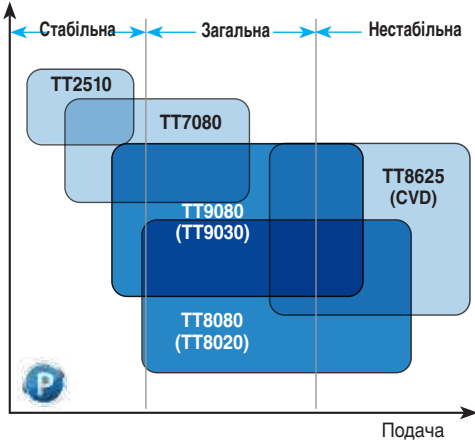 Стабільна Загальна Нестабільна
TT2510
TT7080
TT8625
(CVD)
TT9080
(TT9030)
TT8080
(TT8020)
P
Подача